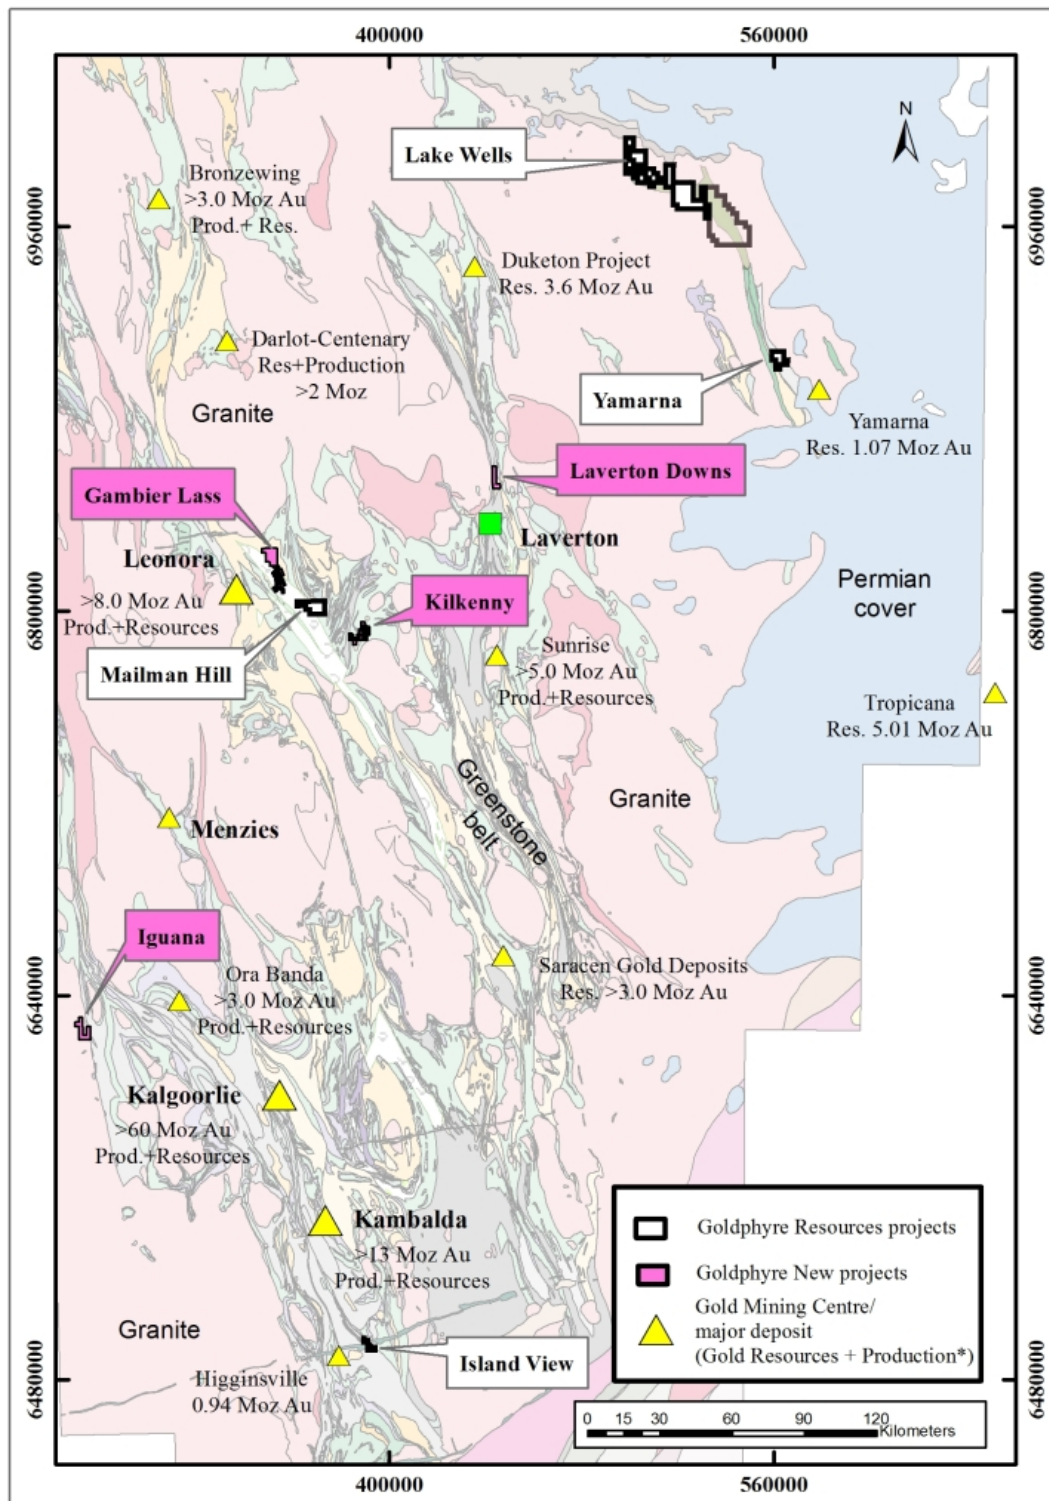 400000
560000
N
Lake Wells
Bronzewing
>3.0 Moz Au
Prod.+ Res.
6960000
6960000
Duketon Project
Res. 3.6 Moz Au
Darlot-Centenary
Res+Production
>2 Moz
Granite
Yamarna
Yamarna
Res. 1.07 Moz Au
Laverton Downs
Gambier Lass
Laverton
Leonora
>8.0 Moz Au
Prod.+Resources
Permian
cover
Kilkenny
6800000
6800000
Mailman Hill
Sunrise
>5.0 Moz Au
Prod.+Resources
Tropicana
Res. 5.01 Moz Au
Greenstone
belt
Granite
Menzies
Iguana
Ora Banda
>3.0 Moz Au
Prod.+Resources
Saracen Gold Deposits
Res. >3.0 Moz Au
6640000
6640000
Kalgoorlie
>60 Moz Au
Prod.+Resources
Kambalda
>13 Moz Au
Prod.+Resources
Granite
Island View
Higginsville
0.94 Moz Au
6480000
6480000
Goldphyre Resources projects
Goldphyre New projects
Gold Mining Centre/
major deposit
(Gold Resources + Production*)
0 15 30 60 90 120
Kilometers
400000
560000